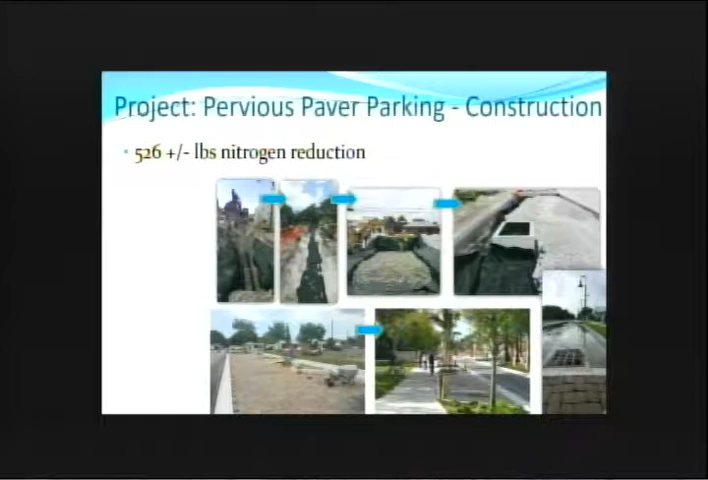 Project: Pervious Paver Parking - Construction
526 +/- lbs nitrogen reduction